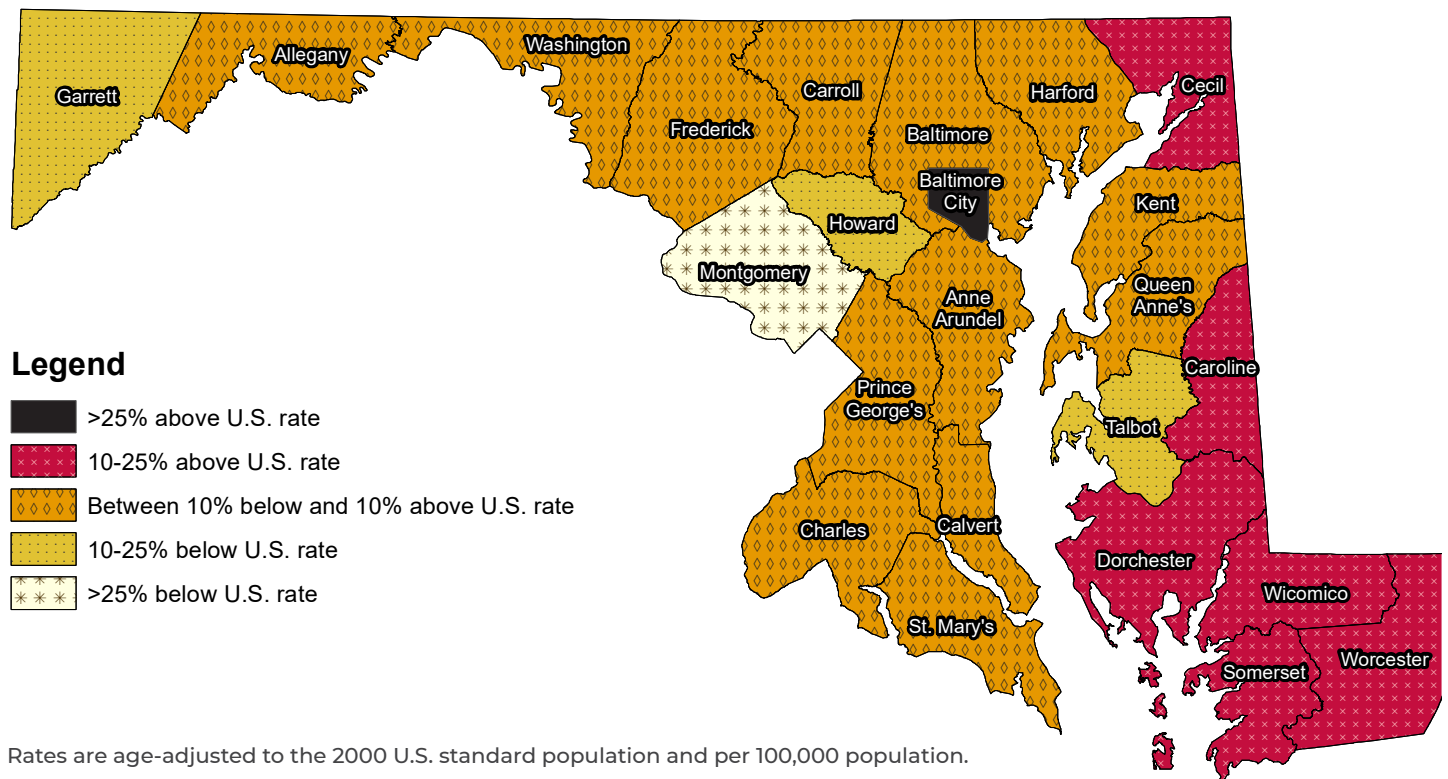 Garrett
Allegany
Washington
Frederick
Carroll
Baltimore
Baltimore
City
Harford
Cecil
Howard
Montgomery
Kent
Queen
Anne's
Anne
Arundel
Caroline
Talbot
Prince
George's
Charles
Calvert
St. Mary's
Dorchester
Wicomico
Somerset
Worcester
Legend
>25% above U.S. rate
10-25% above U.S. rate
Between 10% below and 10% above U.S. rate
10-25% below U.S. rate
>25% below U.S. rate
Rates are age-adjusted to the 2000 U.S. standard population and per 100,000 population.